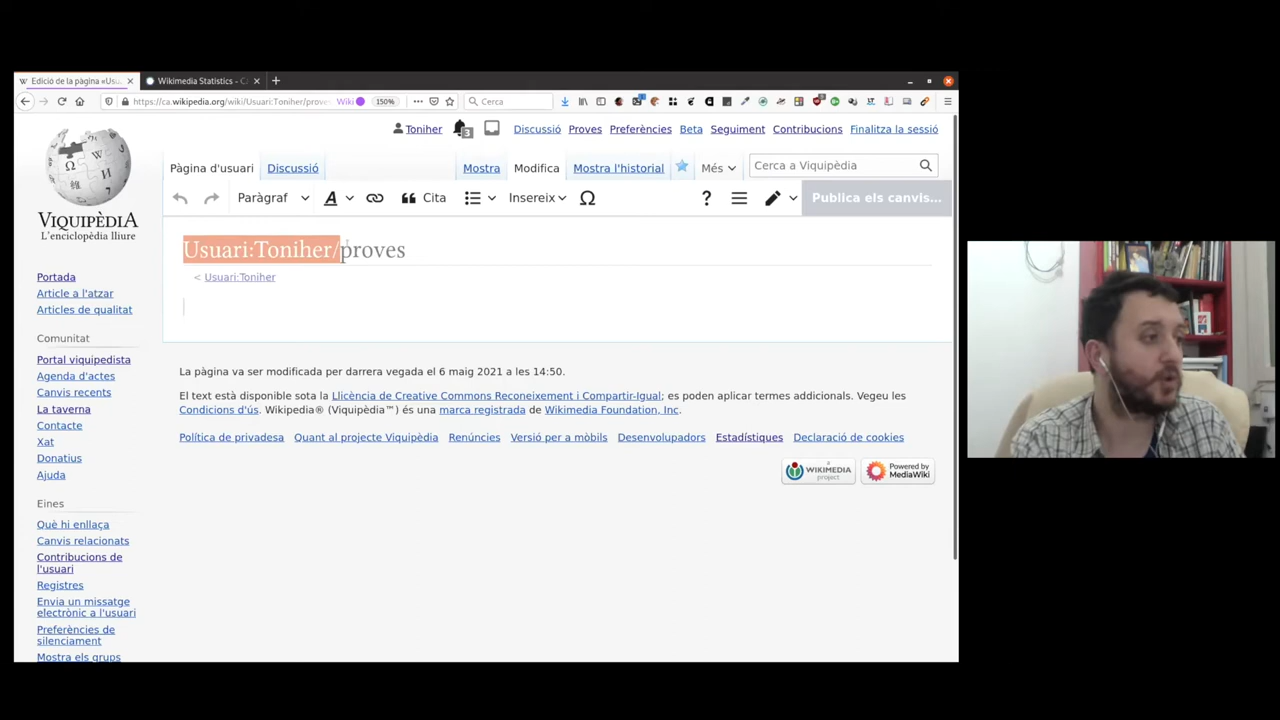 Edició de la pàgina «Usu...
Wikimedia Statistics - C
https://ca.wikipedia.org/wiki/Usuari:Toniher/prove
Wiki
150%
Cerca
Toniher
3
Discussió
Proves
Preferències
Beta
Seguiment
Contribucions
Finalitza la sessió
Pàgina d'usuari
Discussió
Mostra
Modifica
Mostra l'historial
Més
Cerca a Viquipèdia
Paràgraf
A
Cita
Insereix
Ω
?
Publica els canvis...
VIQUIPÈDIA
L'enciclopèdia lliure
Portada
Article a l'atzar
Articles de qualitat
Comunitat
Portal viquipedista
Agenda d'actes
Canvis recents
La taverna
Contacte
Xat
Donatius
Ajuda
Eines
Què hi enllaça
Canvis relacionats
Contribucions de
l'usuari
Registres
Envia un missatge
electrònic a l'usuari
Preferències de
silenciament
Mostra els grups
Usuari:Toniher/proves
< Usuari:Toniher
La pàgina va ser modificada per darrera vegada el 6 maig 2021 a les 14:50.
El text està disponible sota la Llicència de Creative Commons Reconeixement i Compartir-Igual; es poden aplicar termes addicionals. Vegeu les
Condicions d'ús. Wikipedia® (Viquipèdia™) és una marca registrada de Wikimedia Foundation, Inc.
Política de privadesa
Quant al projecte Viquipèdia
Renúncies
Versió per a mòbils
Desenvolupadors
Estadístiques
Declaració de cookies
a
WIKIMEDIA
project
Powered by
MediaWiki